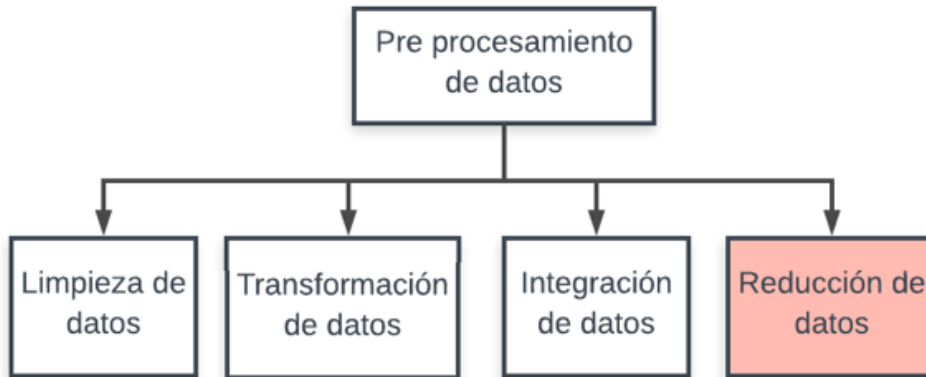 Pre procesamiento
de datos
Limpieza de
datos
Transformación
de datos
Integración
de datos
Reducción de
datos